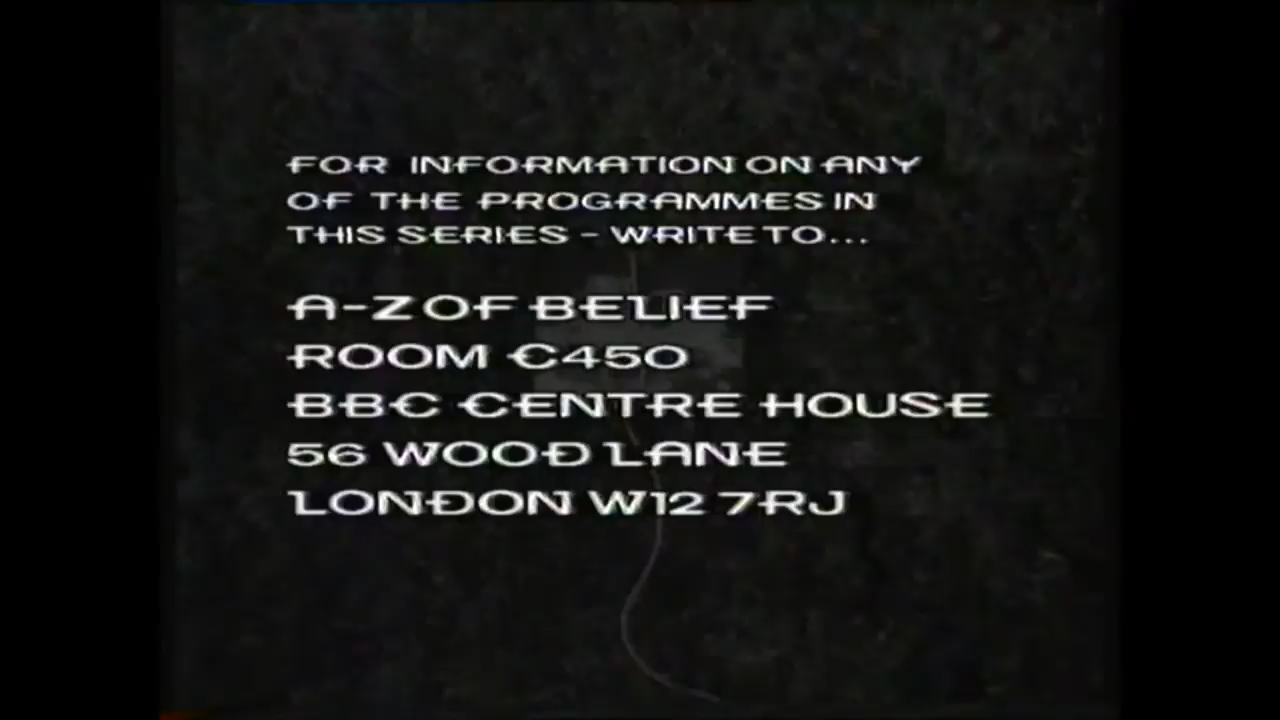 FOR INFORMATION ON ANY
OF THE PROGRAMMES IN
THIS SERIES - WRITE TO...
A-Z OF BELIEF
ROOM C450
BBC CENTRE HOUSE
56 WOOD LANE
LONDON W12 7RJ